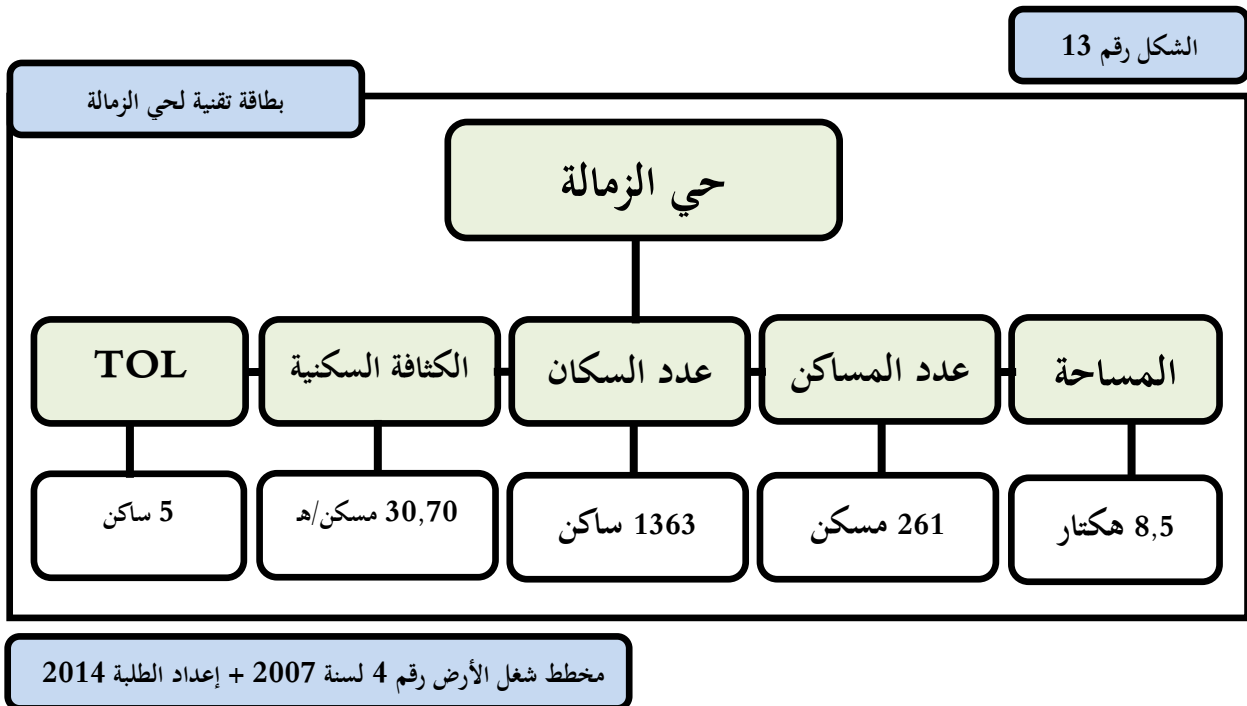 الشكل رقم 13
بطاقة تقنية لحي الزمالة
حي الزمالة
المساحة
عدد المساكن
عدد السكان
الكثافة السكنية
TOL
8,5 هكتار
261 مسكن
1363 ساكن
30,70 مسكن/هـ
5 ساكن
مخطط شغل الأرض رقم 4 لسنة 2007 + إعداد الطلبة 2014